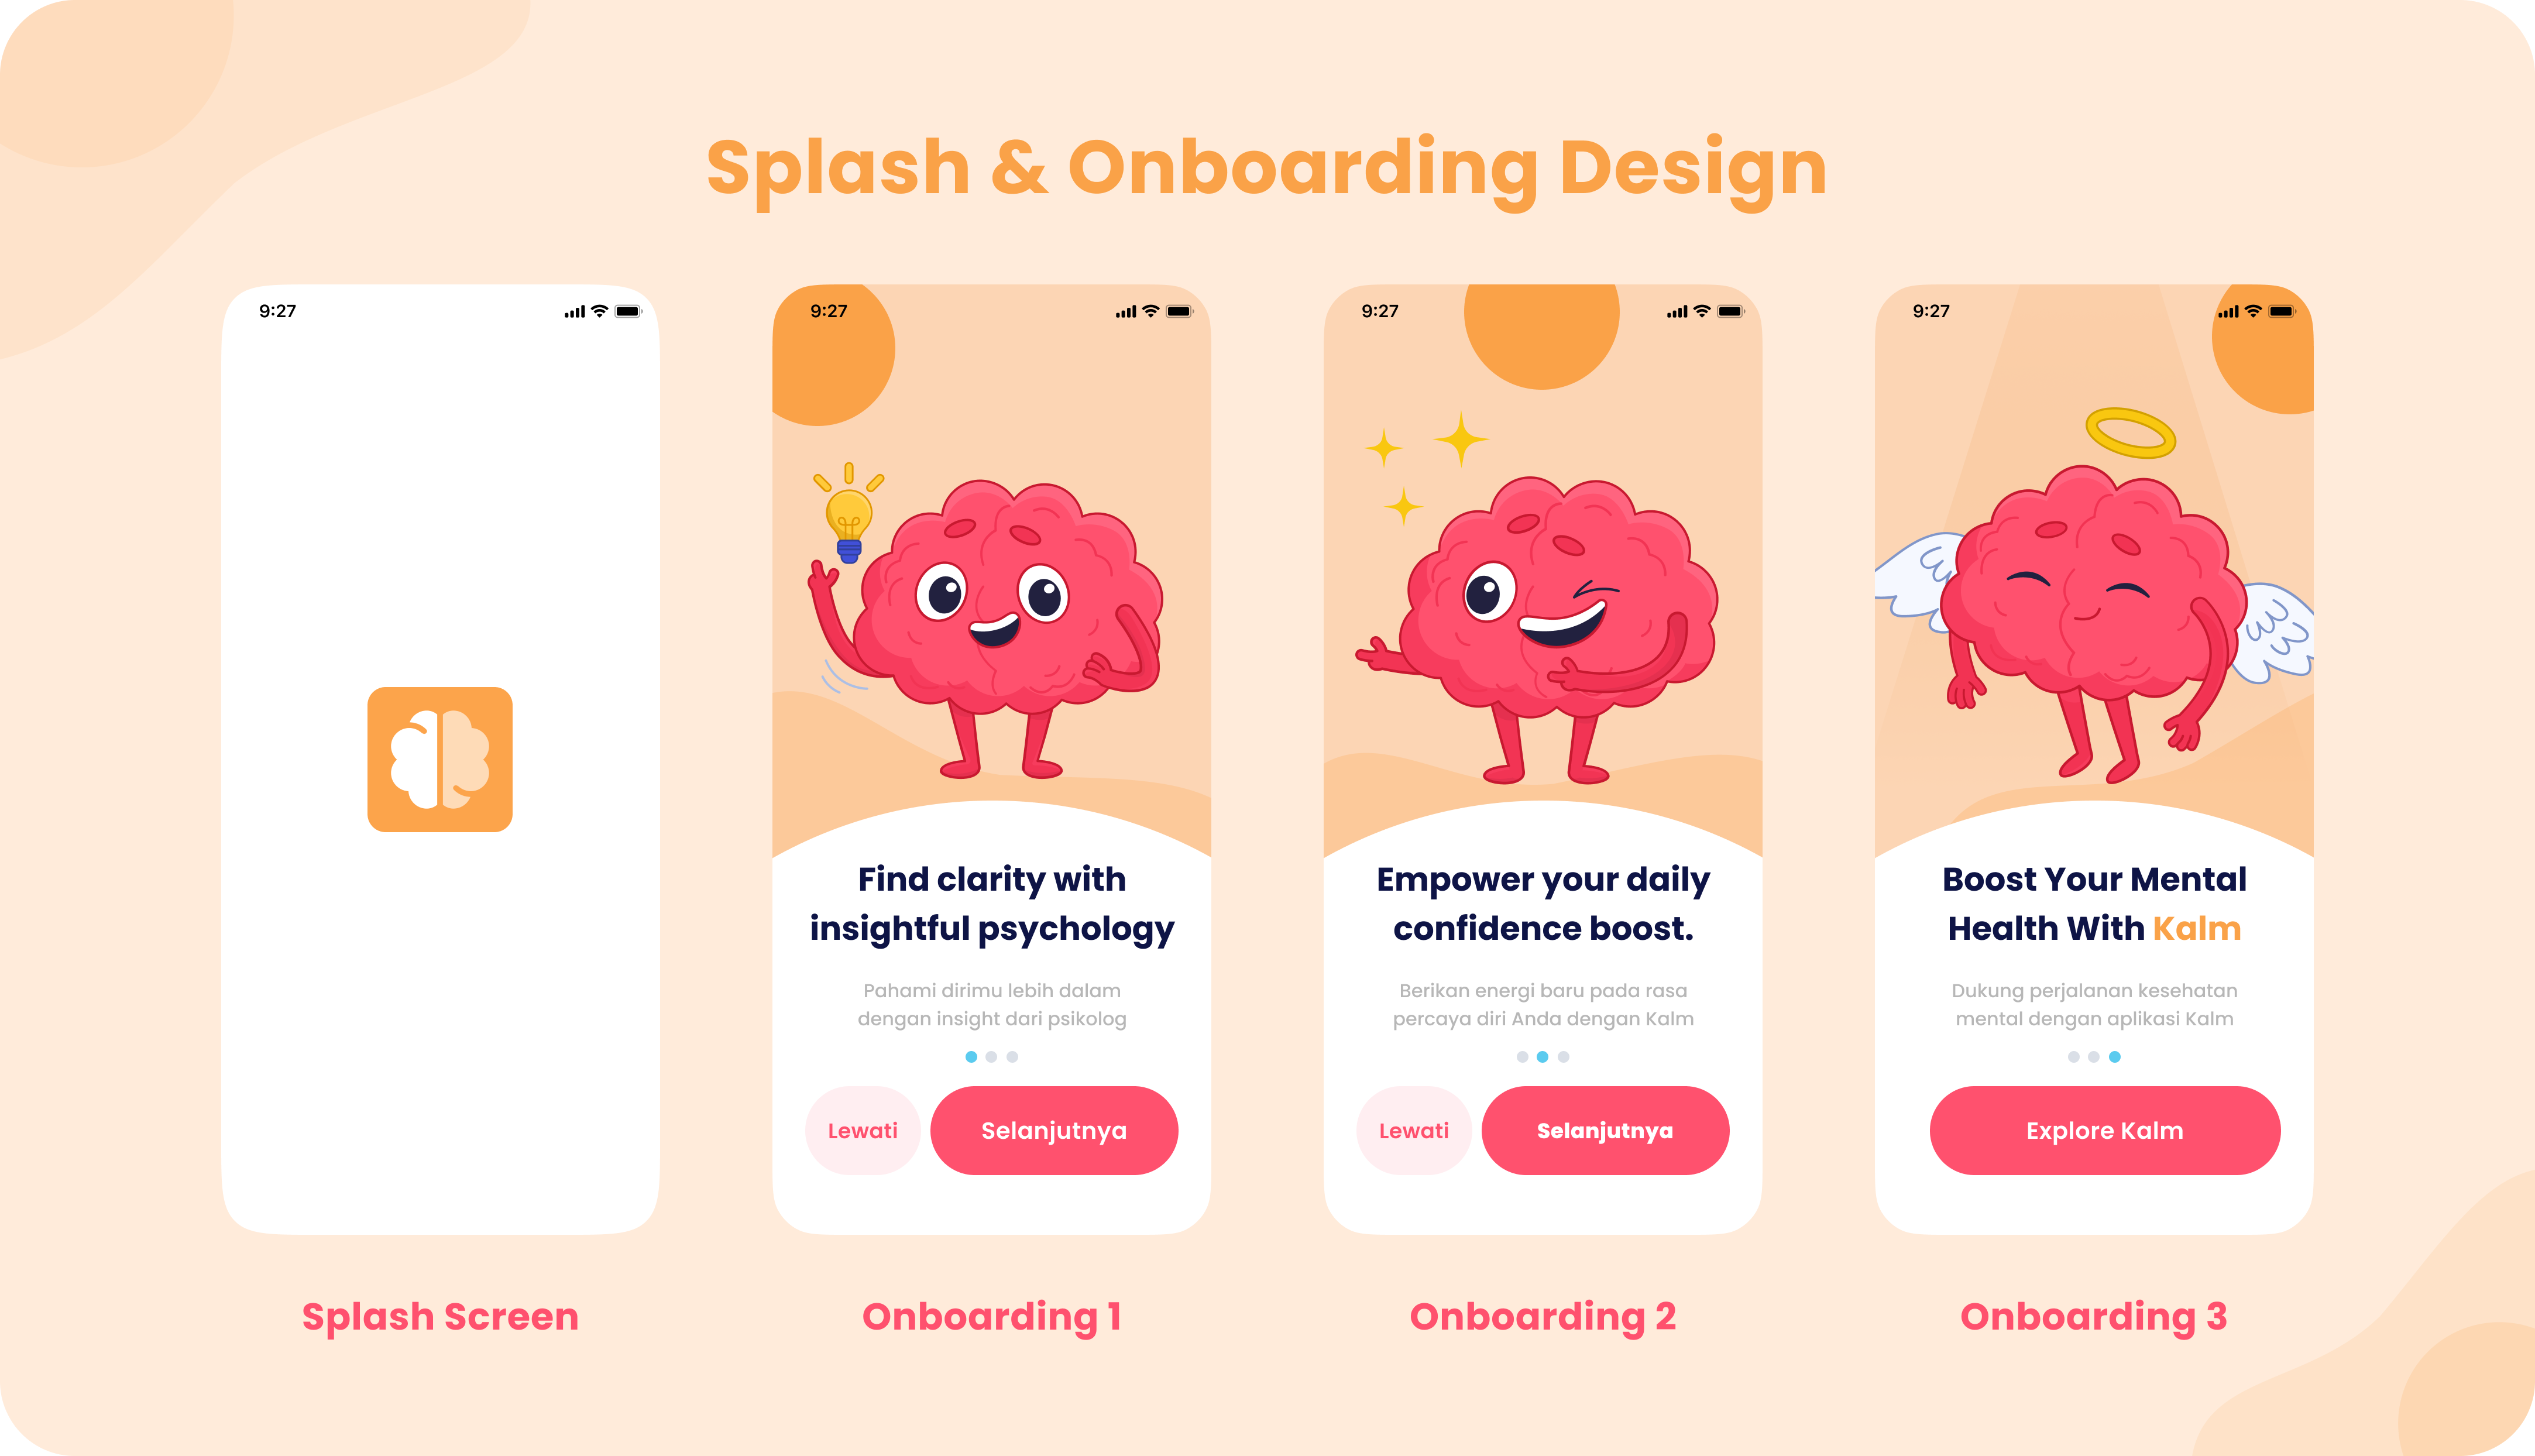 Splash & Onboarding Design
9:27
9:27
9:27
9:27
Find clarity with
insightful psychology
Pahami dirimu lebih dalam
dengan insight dari psikolog
Lewati
Selanjutnya
Empower your daily
confidence boost.
Berikan energi baru pada rasa
percaya diri Anda dengan Kalm
Lewati
Selanjutnya
Boost Your Mental
Health With Kalm
Dukung perjalanan kesehatan
mental dengan aplikasi Kalm
Explore Kalm
Splash Screen
Onboarding 1
Onboarding 2
Onboarding 3